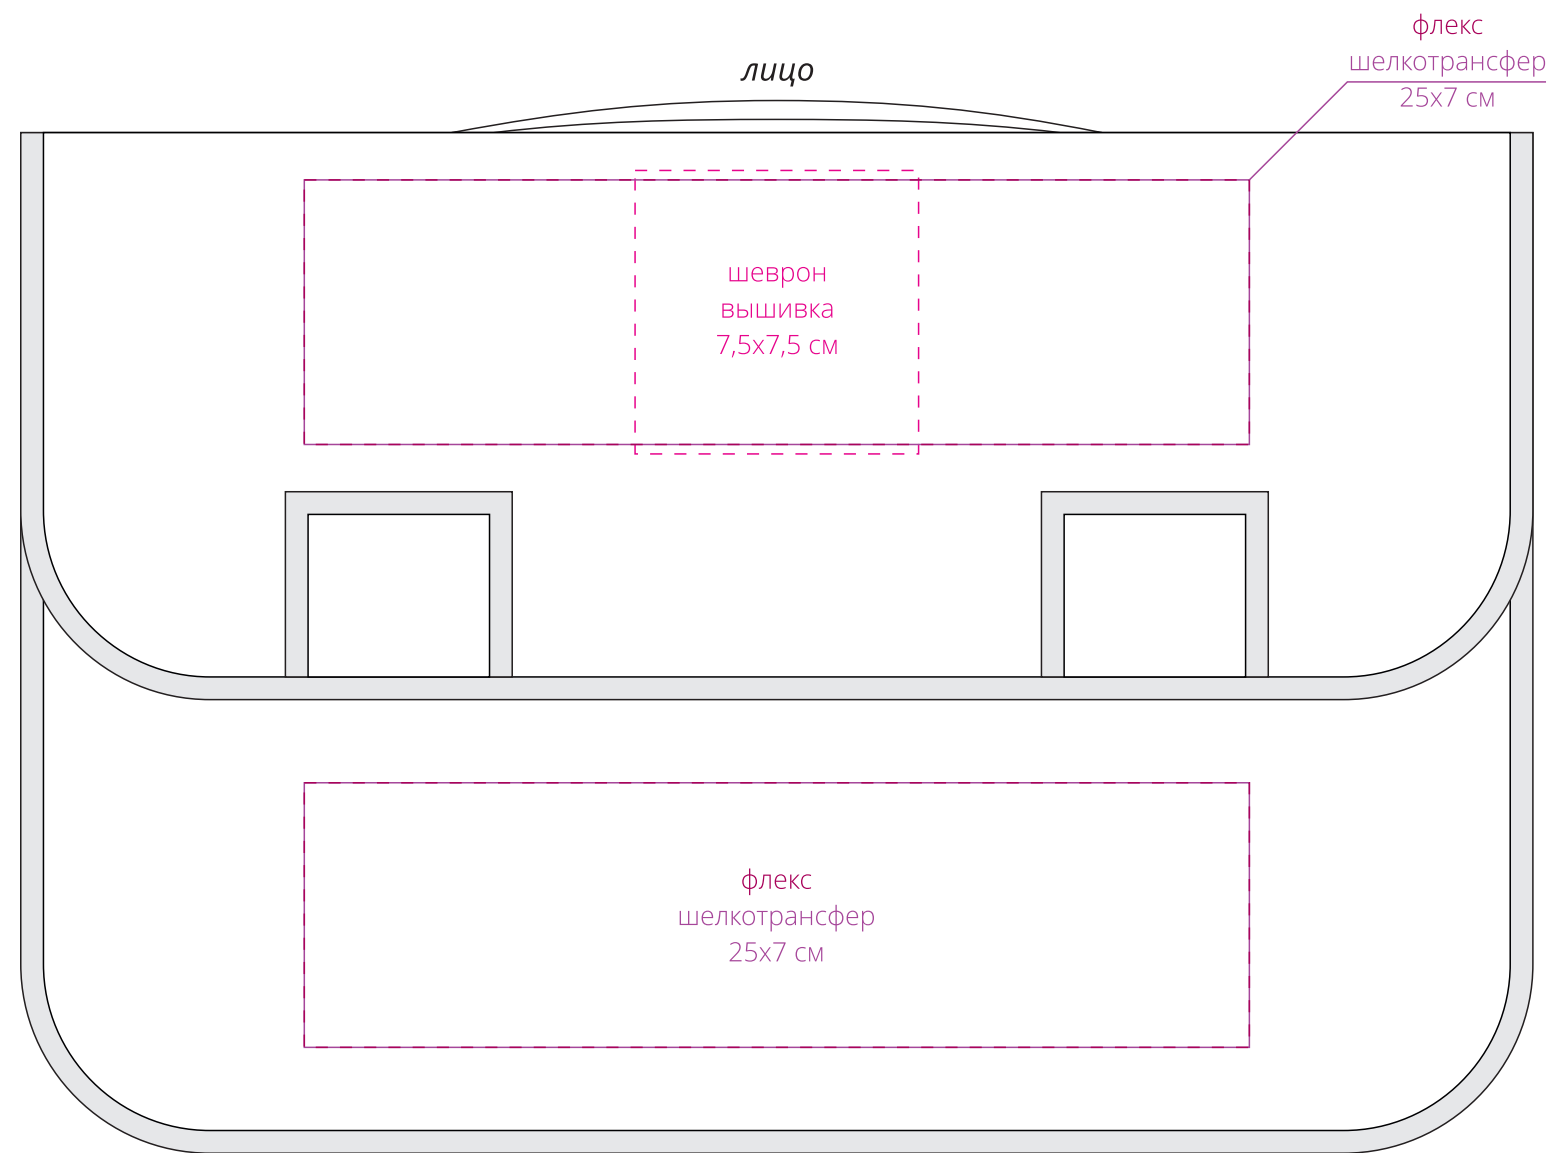 флекс
шелкотрансфер
25х7 см
лицо
шеврон
вышивка
7,5х7,5 см
флекс
шелкотрансфер
25х7 см